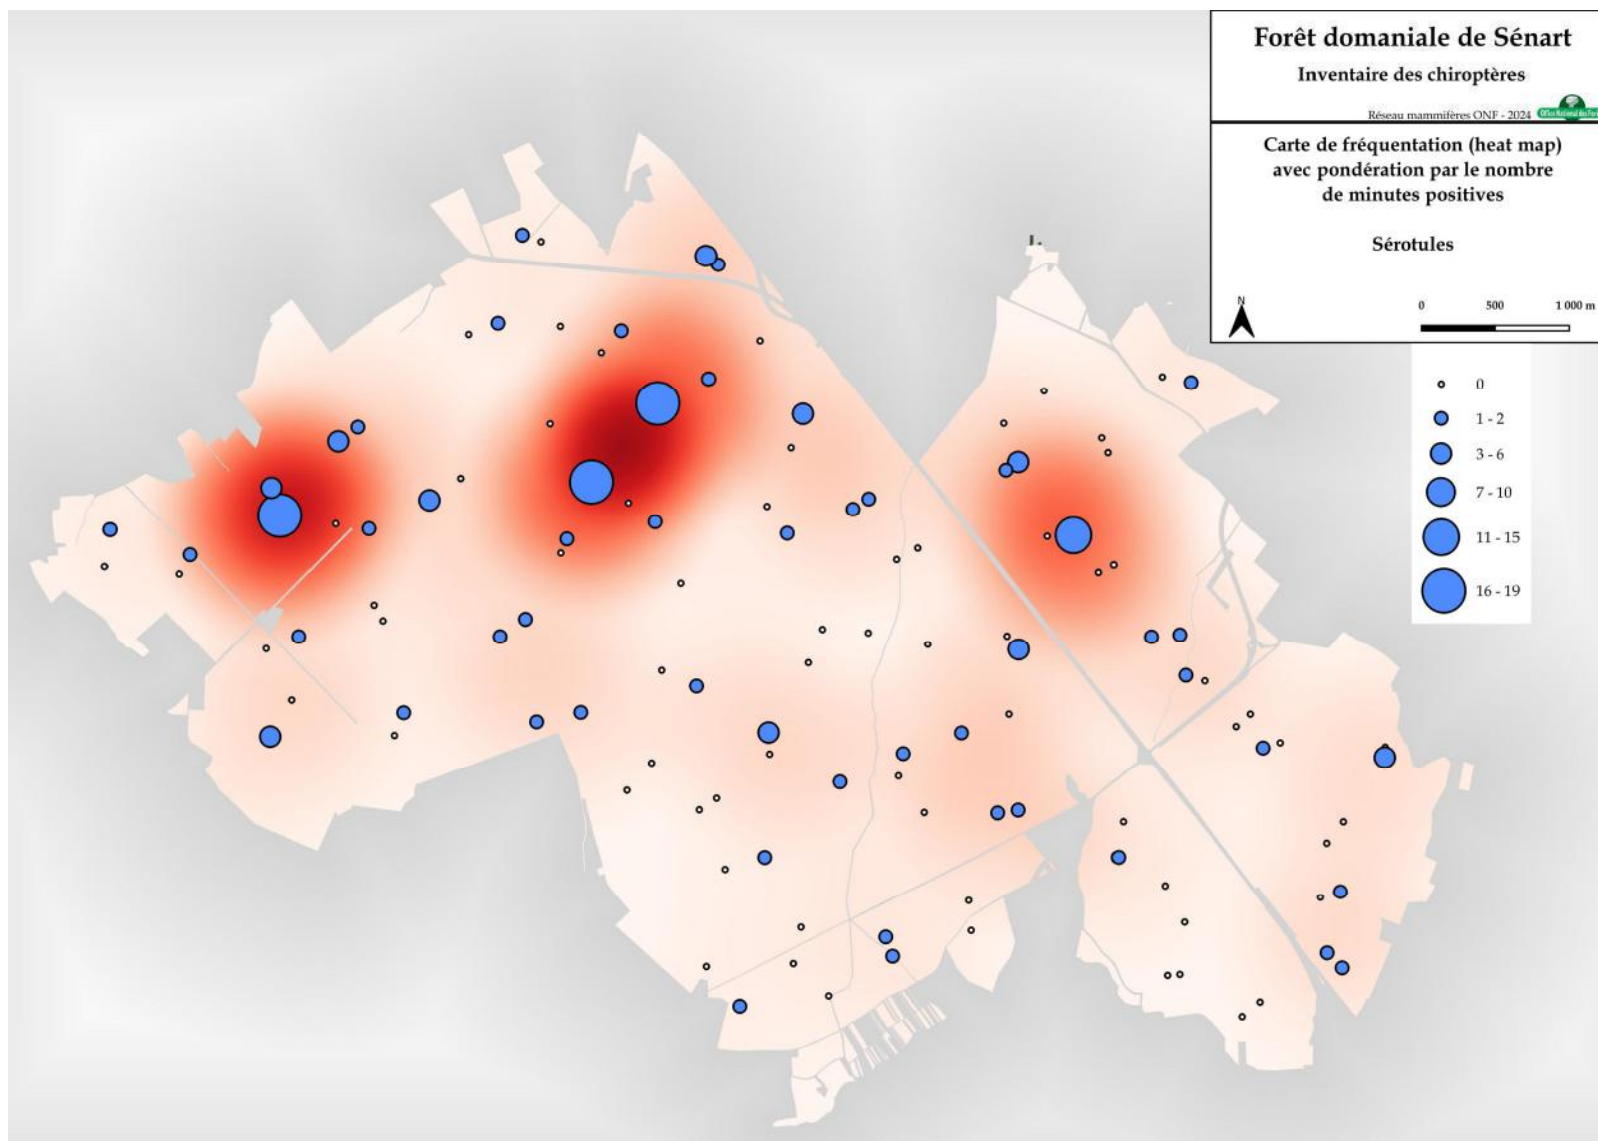 Forêt domaniale de Sénart
Inventaire des chiroptères
Réseau mammifères ONF - 2024
Carte de fréquentation (heat map)
avec pondération par le nombre
de minutes positives
Sérotules
N
0 500 1 000 m
0
1 - 2
3 - 6
7 - 10
11 - 15
16 - 19